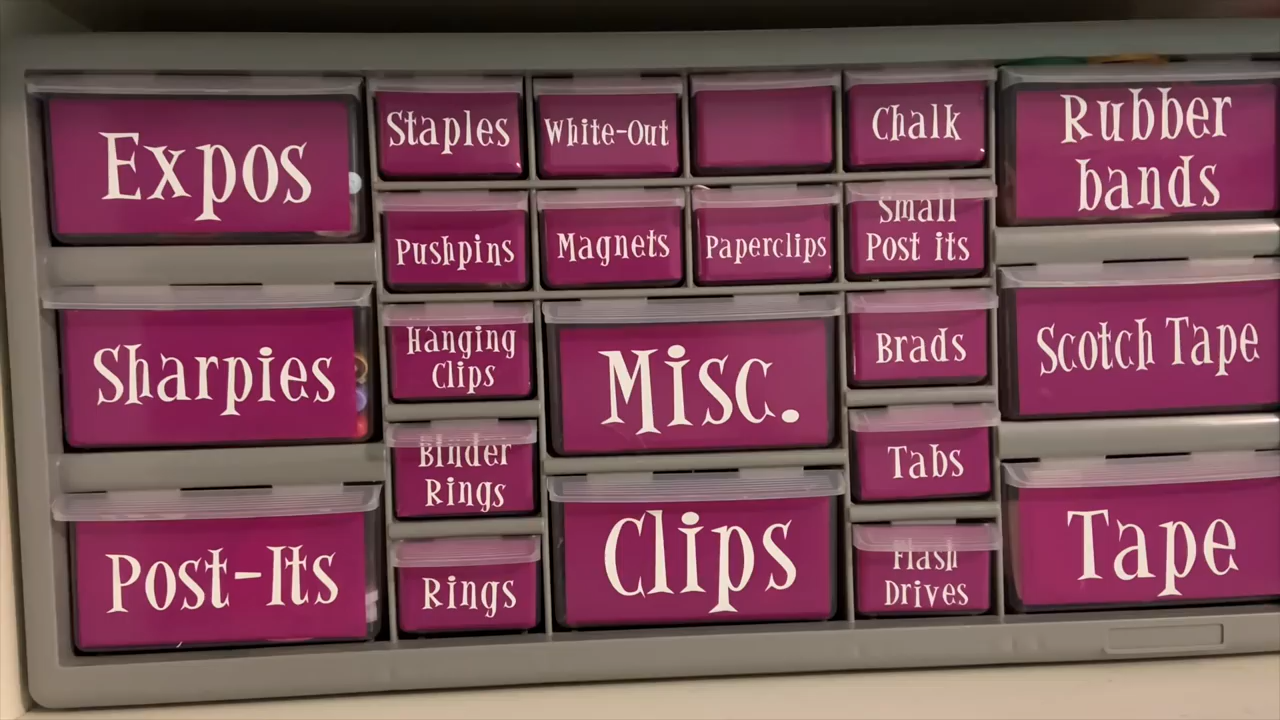 Expos
Staples
White-Out
Chalk
Rubber
bands
Pushpins
Magnets
Paperclips
Small
Post its
Sharpies
Hanging
Clips
Misc.
Brads
Scotch Tape
Binder
Rings
Tabs
Post-Its
Rings
Clips
Flash
Drives
Tape